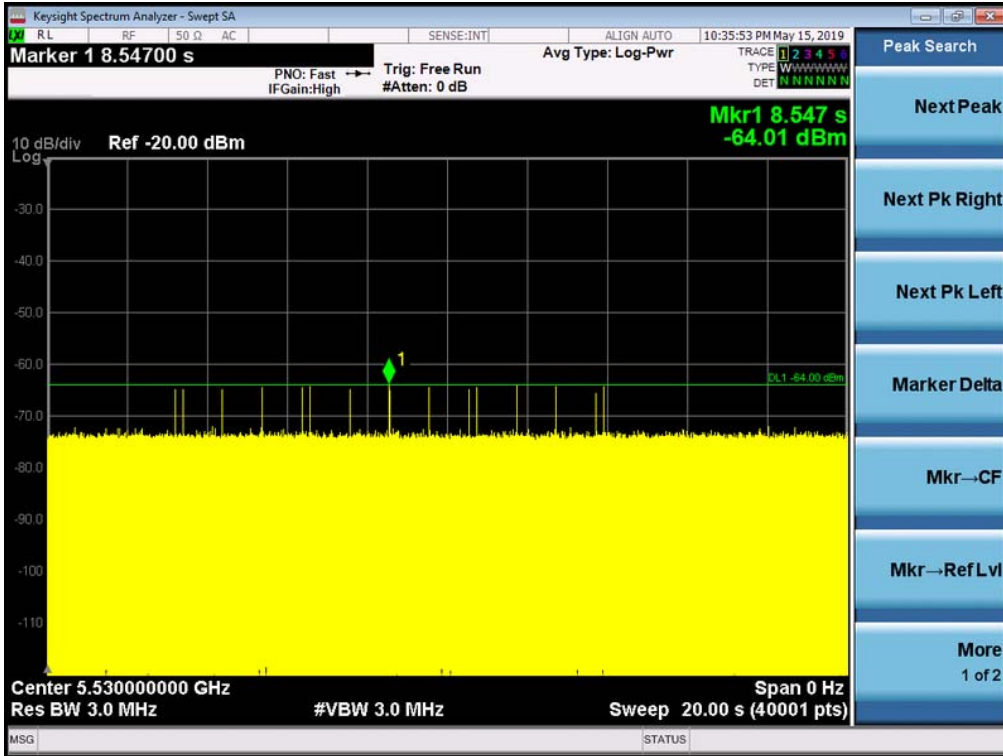 Keysight Spectrum Analyzer - Swept SA
LXI RL RF 50 Ω AC SENSE:INT ALIGN AUTO 10:35:53 PM May 15, 2019
Marker 1 8.54700 s
PNO: Fast
IFGain:High
Trig: Free Run
#Atten: 0 dB
Avg Type: Log-Pwr
TRACE 1 2 3 4 5 6
TYPE WWWWWW
DET N N N N N N
Mkr1 8.547 s
-64.01 dBm
10 dB/div
Log
Ref -20.00 dBm
-30.0
-40.0
-50.0
-60.0
-70.0
-80.0
-90.0
-100
-110
1
DL1 -64.00 dBm
Center 5.530000000 GHz
Span 0 Hz
Res BW 3.0 MHz
#VBW 3.0 MHz
Sweep 20.00 s (40001 pts)
MSG
STATUS
Peak Search
Next Peak
Next Pk Right
Next Pk Left
Marker Delta
Mkr→CF
Mkr→Ref Lvl
More
1 of 2